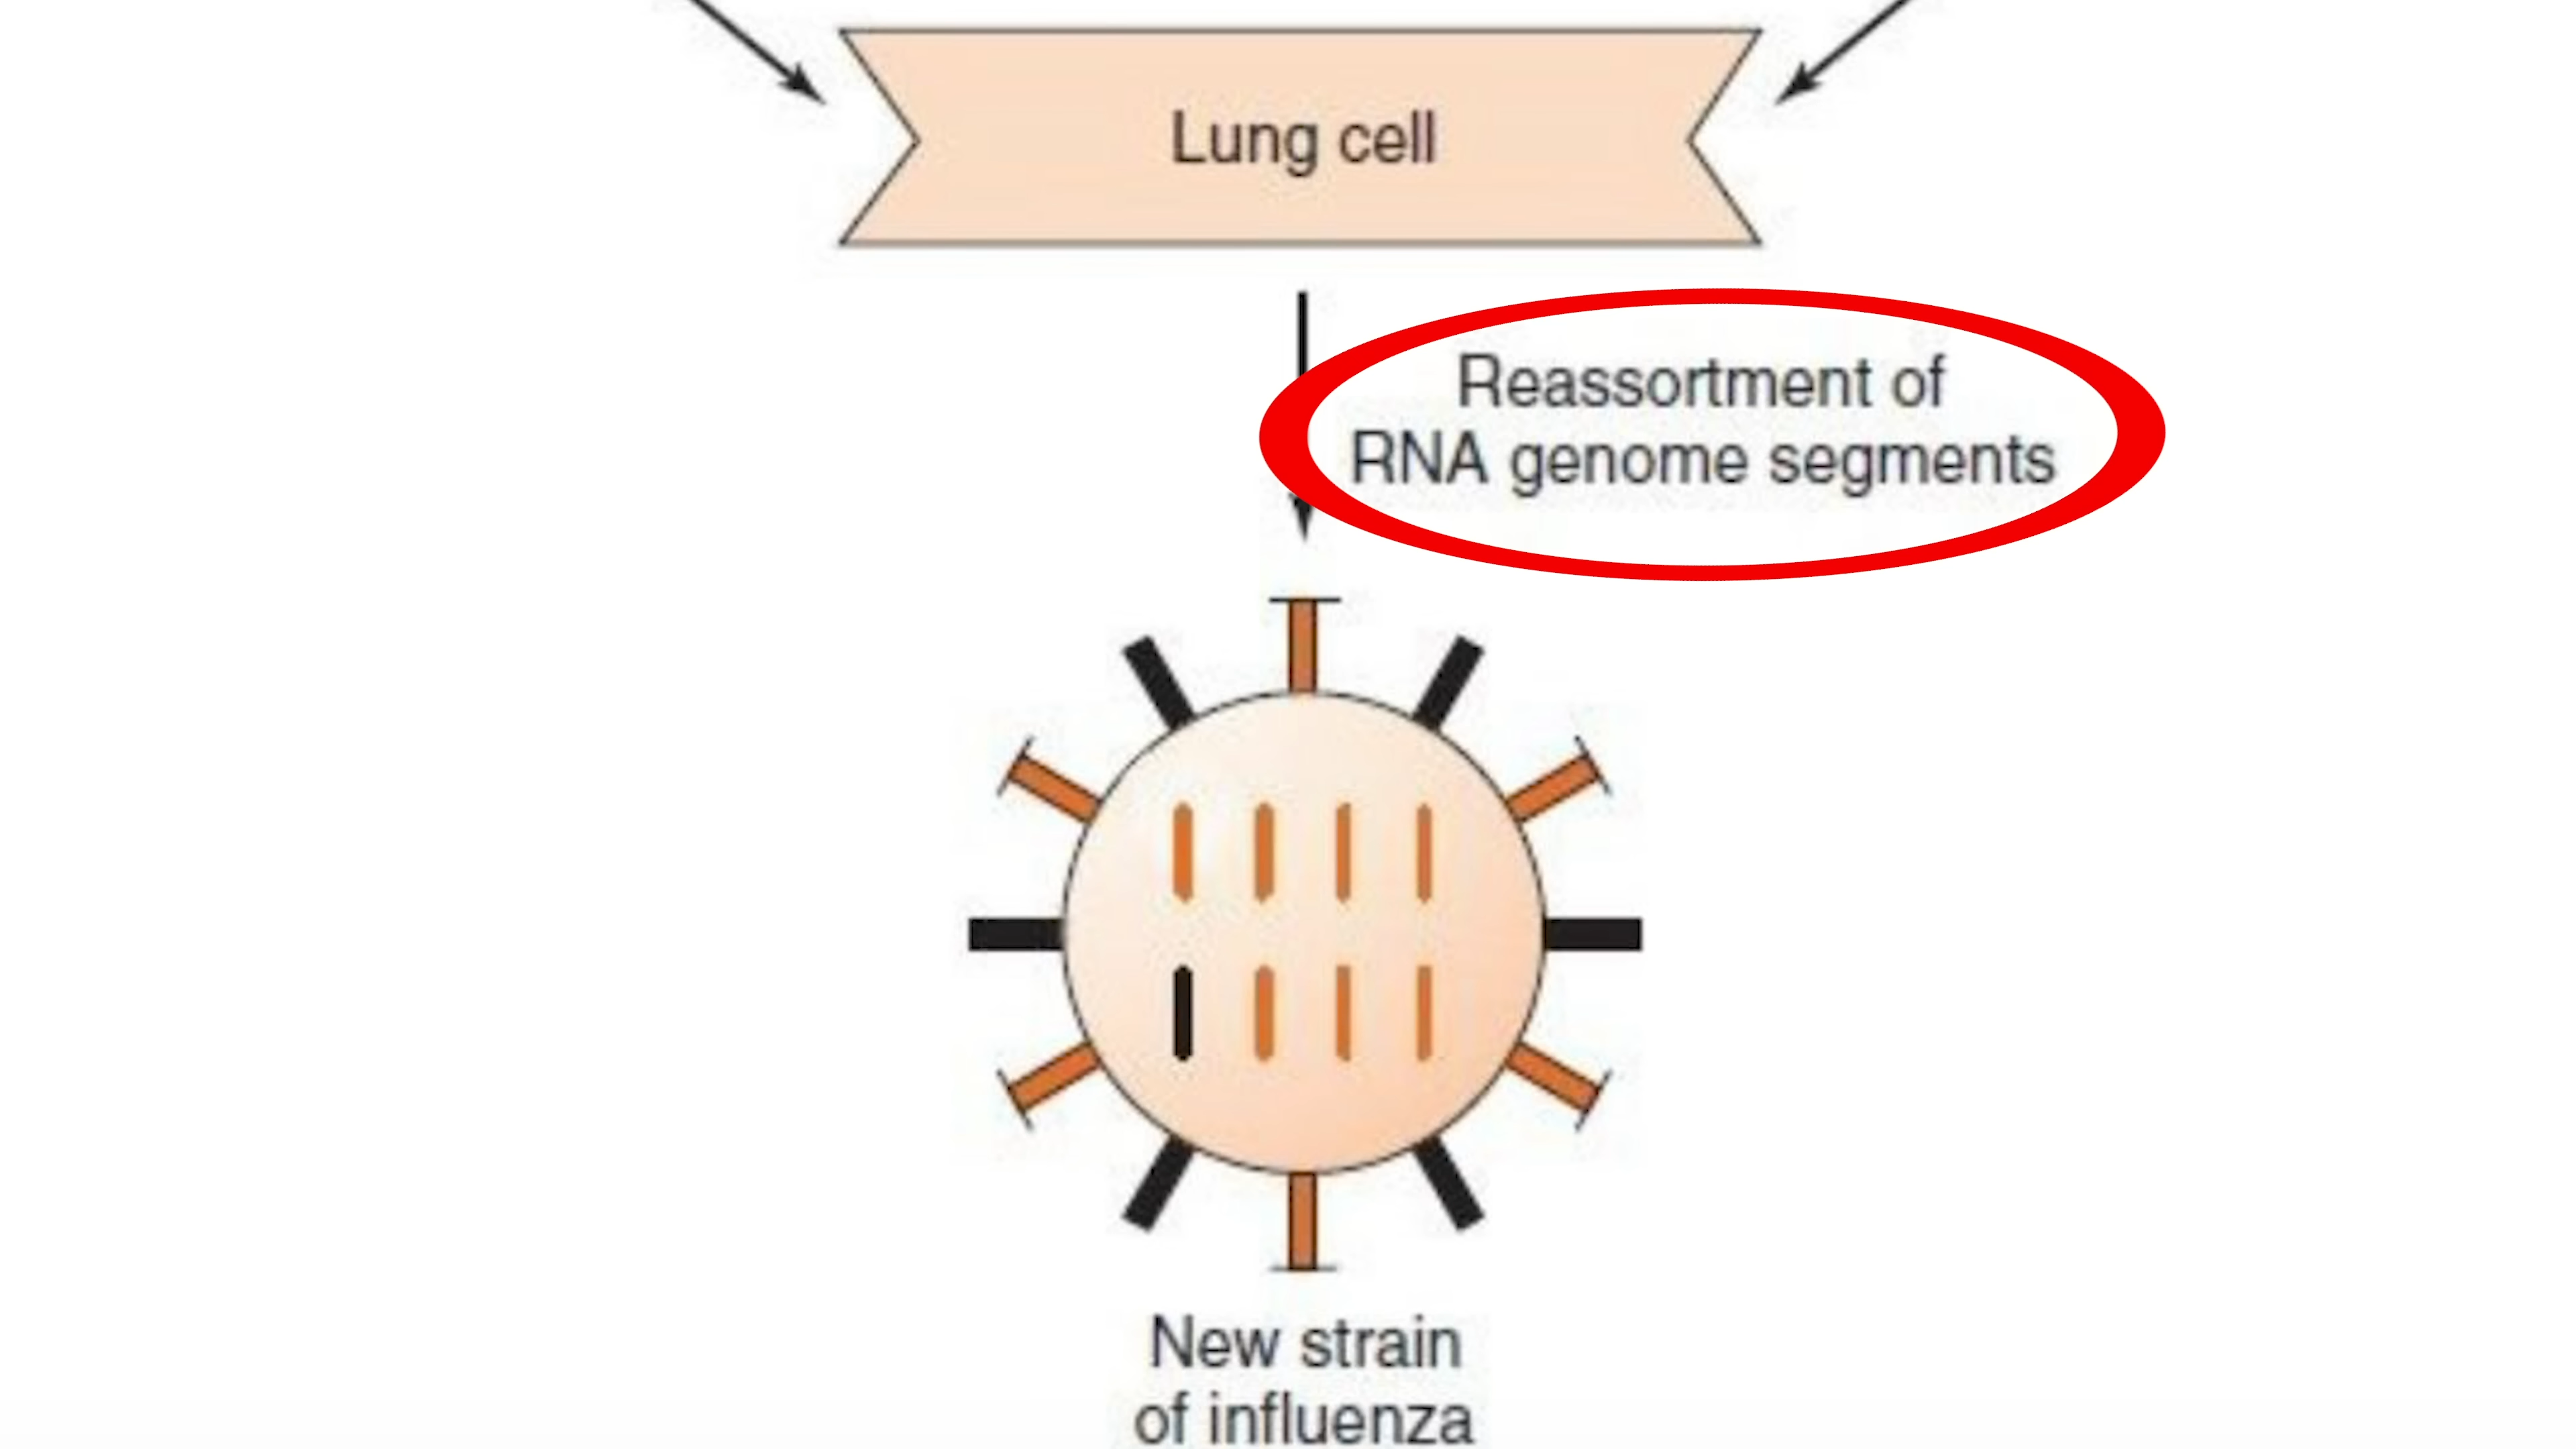 Lung cell
Reassortment of
RNA genome segments
New strain
of influenza